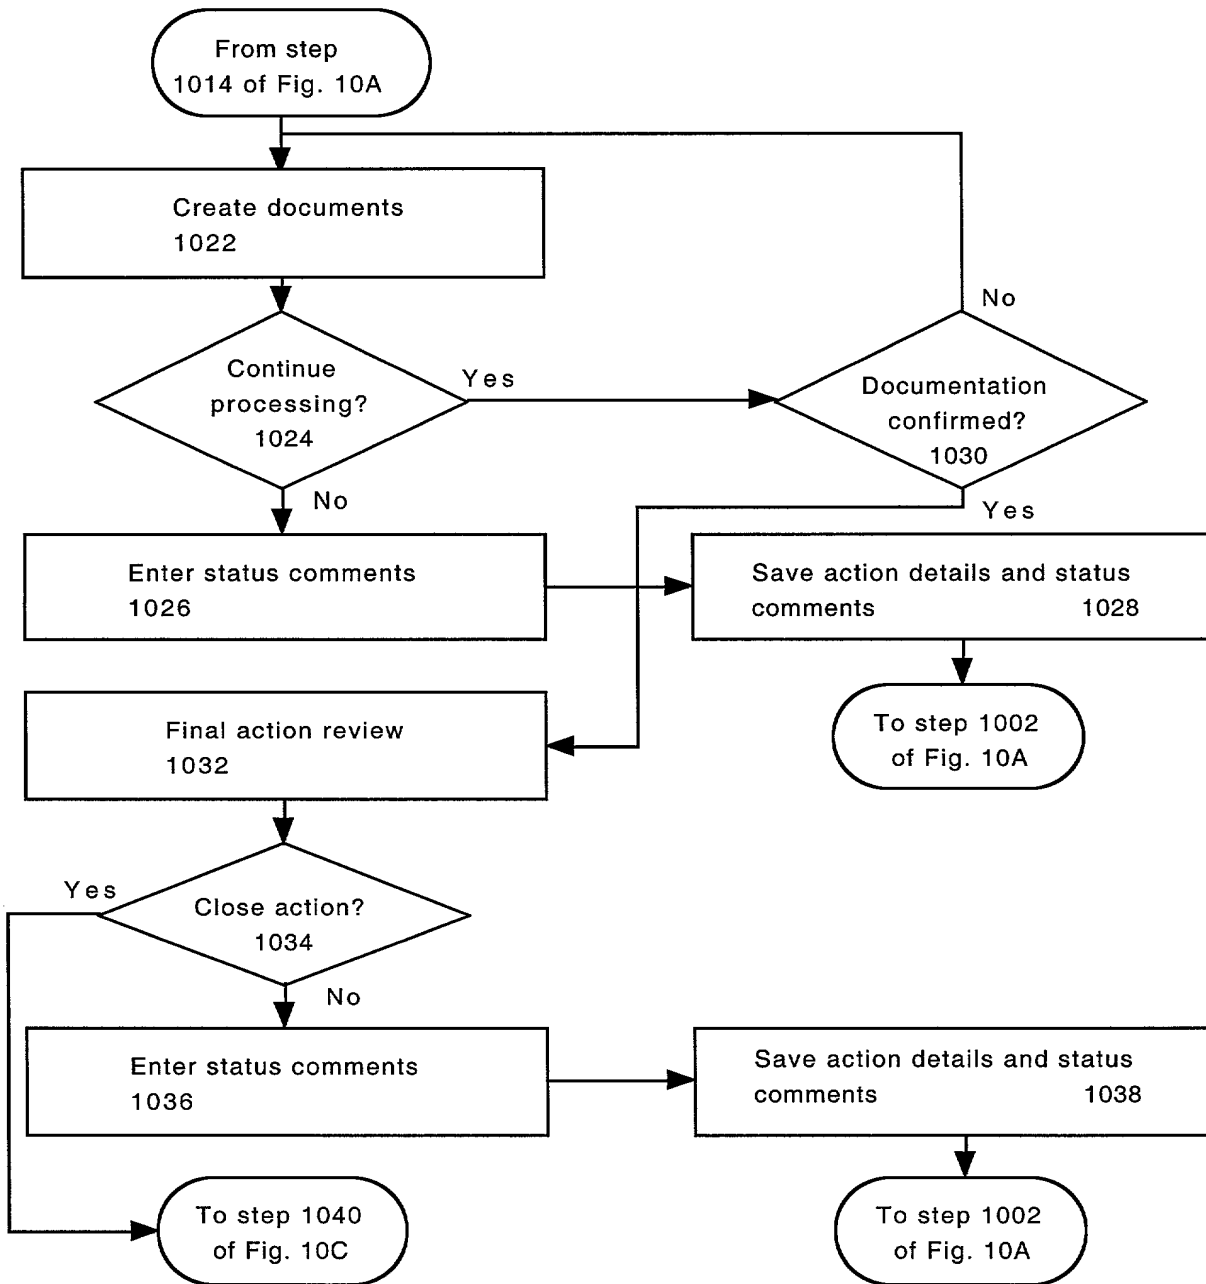 From step
1014 of Fig. 10A
Create documents
1022
No
Continue
processing?
1024
Yes
Documentation
confirmed?
1030
No
Yes
Enter status comments
1026
Save action details and status
comments 1028
Final action review
1032
To step 1002
of Fig. 10A
Yes
Close action?
1034
No
Enter status comments
1036
Save action details and status
comments 1038
To step 1040
of Fig. 10C
To step 1002
of Fig. 10A